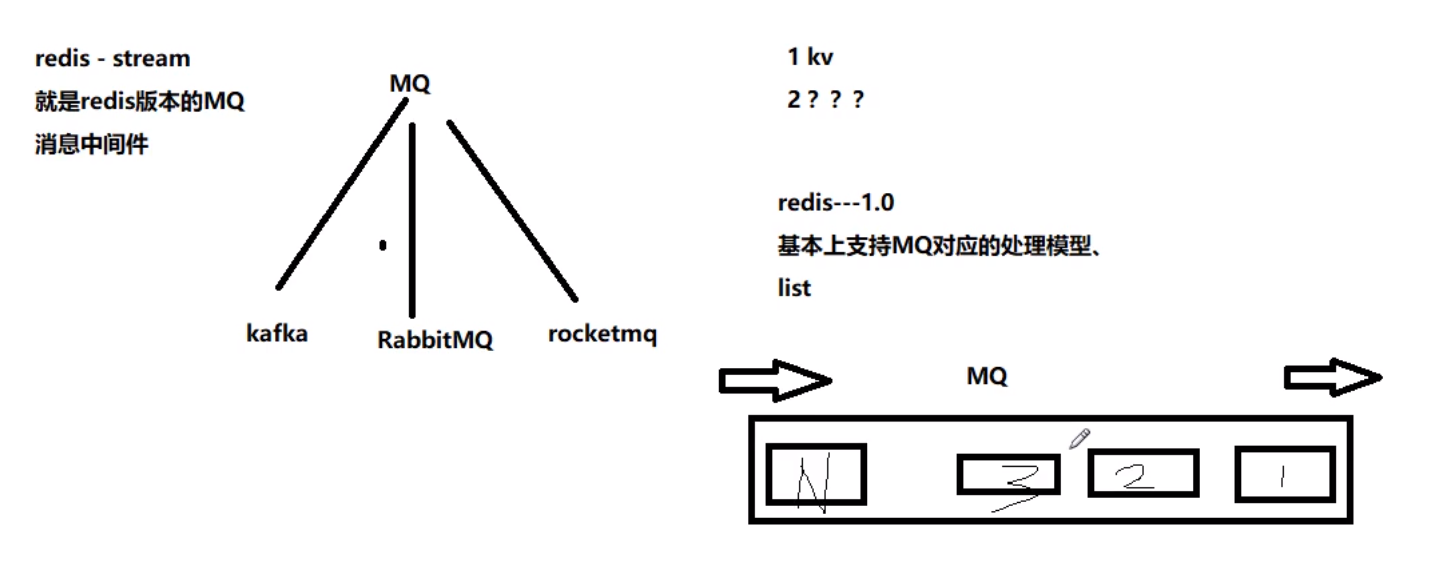 redis - stream
就是redis版本的MQ
消息中间件
MQ
kafka
RabbitMQ
rocketmq
1 kv
2？？？
redis---1.0
基本上支持MQ对应的处理模型、
list
MQ
N 3 2 1